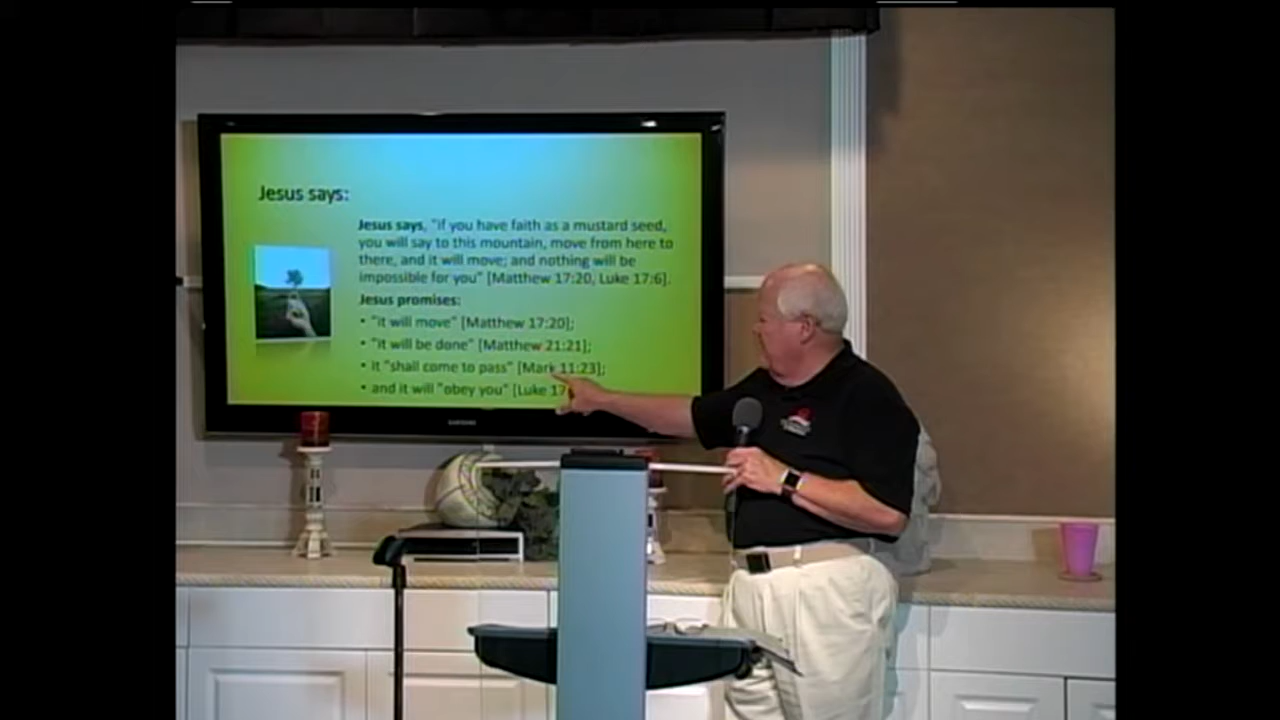 Jesus says:
Jesus says, "if you have faith as a mustard seed,
you will say to this mountain, move from here to
there, and it will move; and nothing will be
impossible for you" [Matthew 17:20, Luke 17:6].
Jesus promises:
• "it will move" [Matthew 17:20];
• "it will be done" [Matthew 21:21];
• it "shall come to pass" [Mark 11:23];
• and it will "obey you" [Luke 17
SAMSUNG